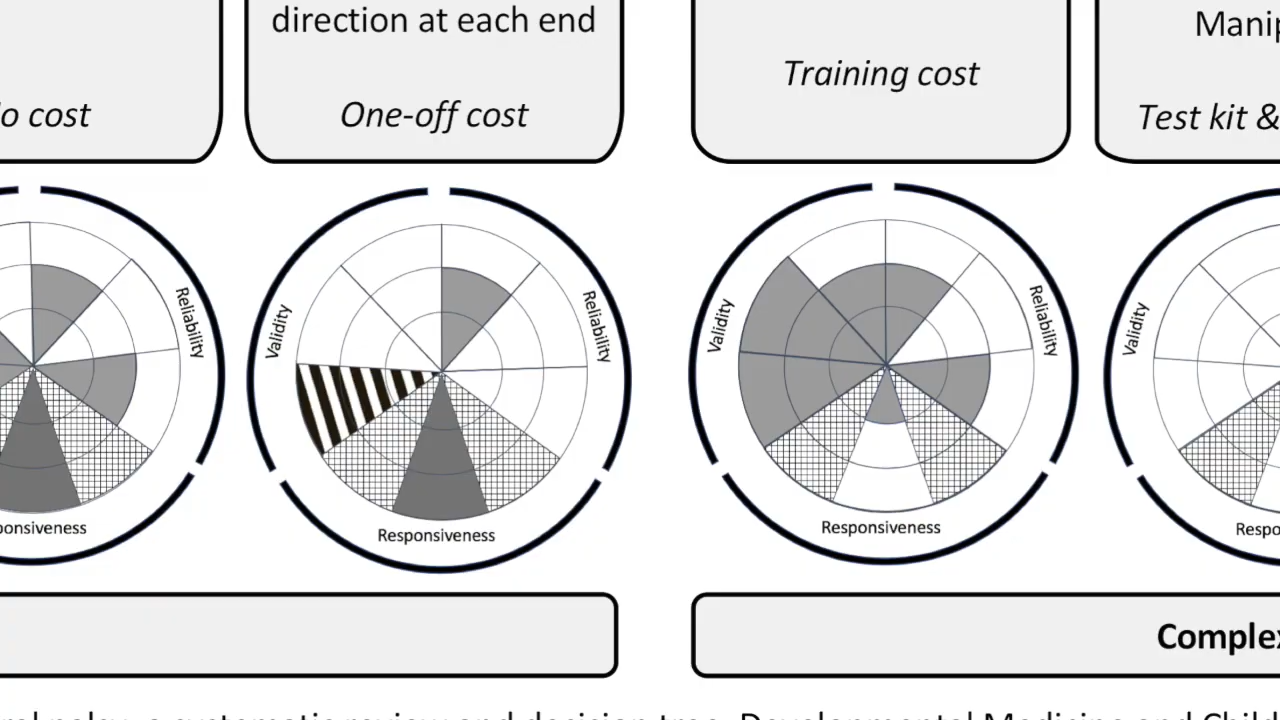 direction at each end
Manip
o cost
One-off cost
Training cost
Test kit &
Reliability
Validity
Reliability
Validity
Reliability
Validity
ponsiveness
Responsiveness
Responsiveness
Respo
Complex